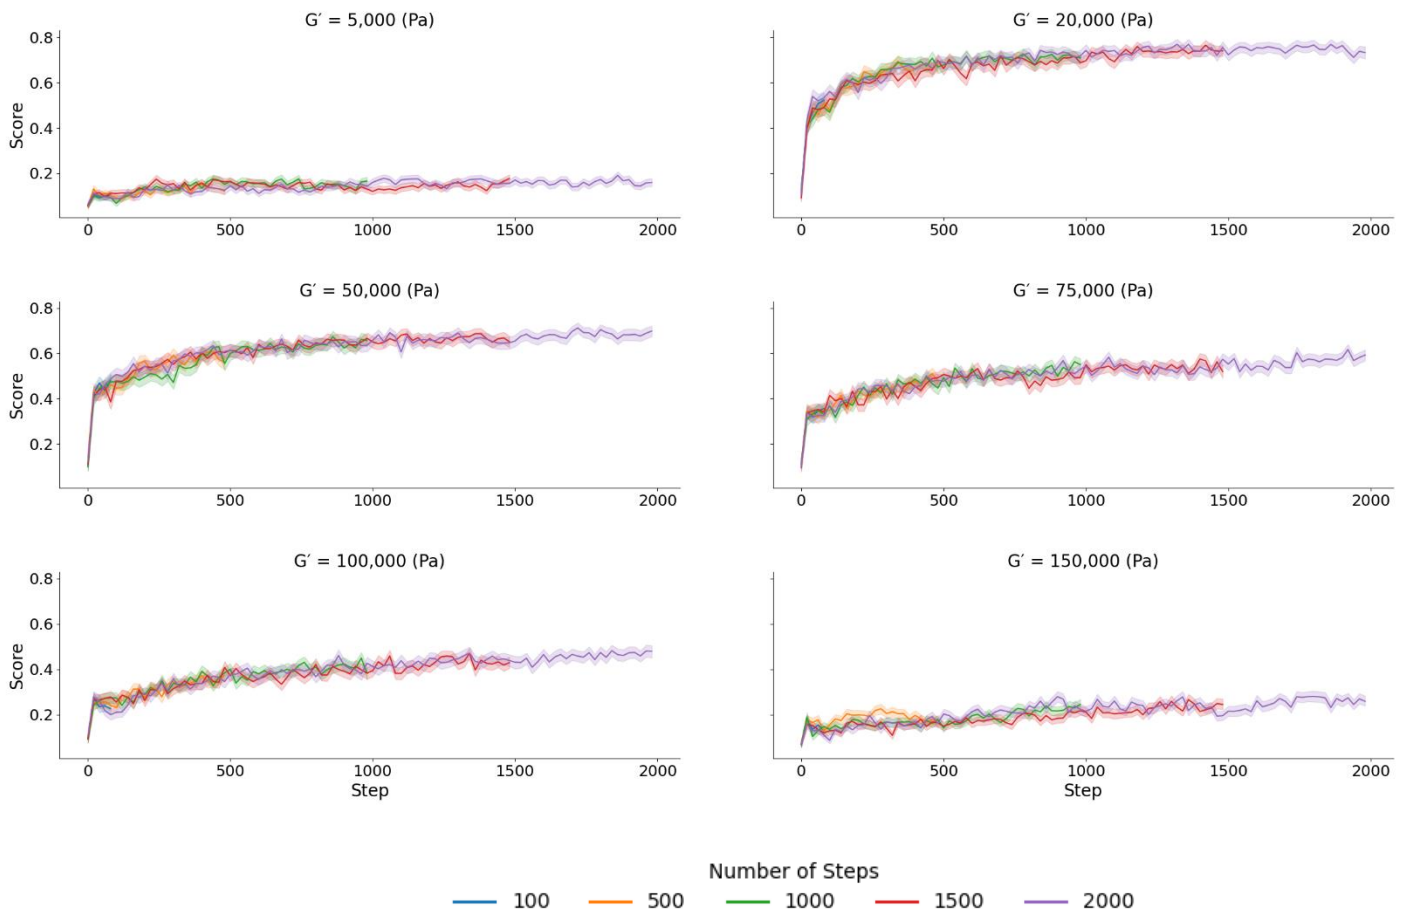 G′ = 5,000 (Pa)
G′ = 20,000 (Pa)
Score
0.8
0.6
0.4
0.2
0 500 1000 1500 2000
0 500 1000 1500 2000
G′ = 50,000 (Pa)
G′ = 75,000 (Pa)
Score
0.8
0.6
0.4
0.2
0 500 1000 1500 2000
0 500 1000 1500 2000
G′ = 100,000 (Pa)
G′ = 150,000 (Pa)
Score
0.8
0.6
0.4
0.2
0 500 1000 1500 2000
Step
0 500 1000 1500 2000
Step
Number of Steps
100 500 1000 1500 2000